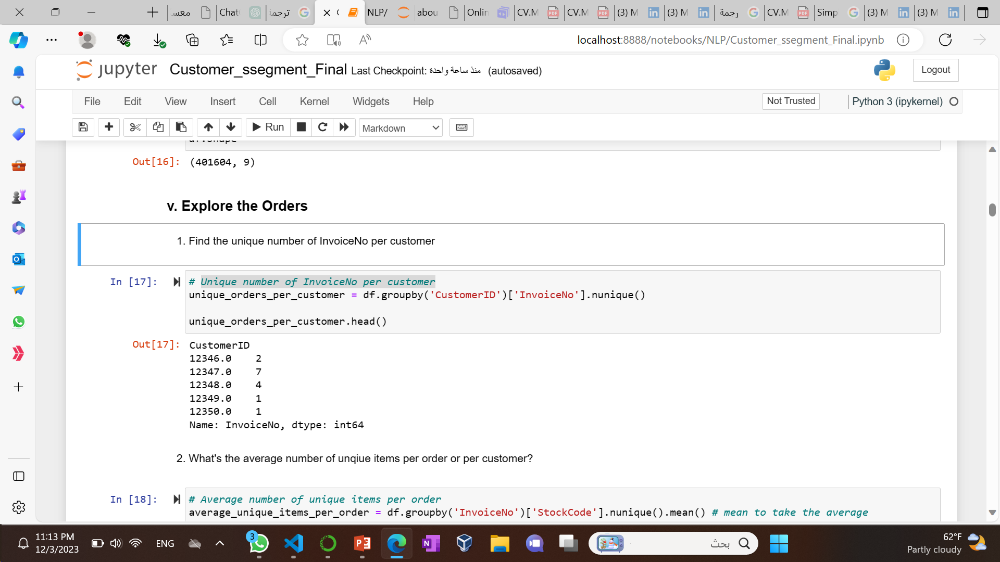 معس
Chat
ترجما
NLP/
abou
Onlin
CV.M
CV.M
(3) M
(3) M
رجمة
CV.M
Simp
(3) M
(3) M
localhost:8888/notebooks/NLP/Customer_ssegment_Final.ipynb
jupyter Customer_ssegment_Final Last Checkpoint: منذ ساعة واحدة (autosaved)
Logout
File Edit View Insert Cell Kernel Widgets Help
Not Trusted
Python 3 (ipykernel)
Run
Markdown
df.shape
Out[16]: (401604, 9)
v. Explore the Orders
1. Find the unique number of InvoiceNo per customer
In [17]: # Unique number of InvoiceNo per customer
unique_orders_per_customer = df.groupby('CustomerID')['InvoiceNo'].nunique()
unique_orders_per_customer.head()
Out[17]: CustomerID
12346.0    2
12347.0    7
12348.0    4
12349.0    1
12350.0    1
Name: InvoiceNo, dtype: int64
2. What's the average number of unqiue items per order or per customer?
In [18]: # Average number of unique items per order
average_unique_items_per_order = df.groupby('InvoiceNo')['StockCode'].nunique().mean() # mean to take the average
11:13 PM
12/3/2023
ENG
3
بحث
62°F
Partly cloudy